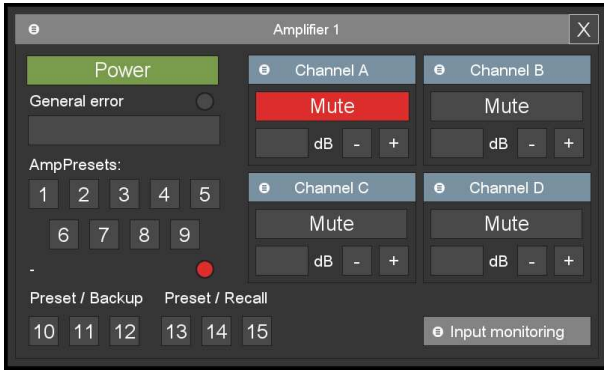 Amplifier 1
X
Power
General error
AmpPresets:
1 2 3 4 5
6 7 8 9
-
Preset / Backup Preset / Recall
10 11 12 13 14 15
Channel A
Mute
dB - +
Channel B
Mute
dB - +
Channel C
Mute
dB - +
Channel D
Mute
dB - +
Input monitoring